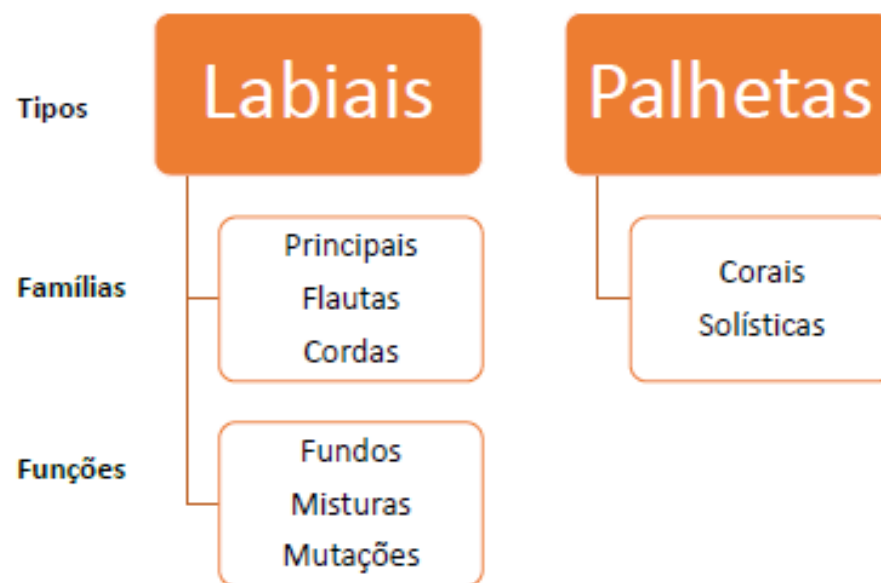 Tipos
Labiais
Palhetas
Famílias
Principais
Flautas
Cordas
Corais
Solísticas
Funções
Fundos
Misturas
Mutações